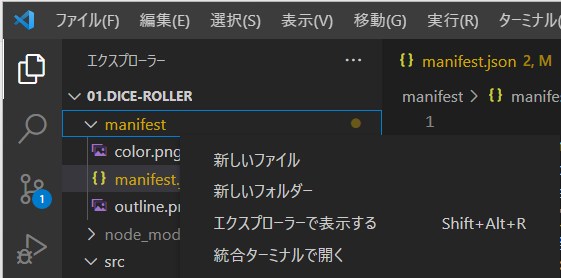 ファイル(F) 編集(E) 選択(S) 表示(V) 移動(G) 実行(R) ターミナル
エクスプローラー ···
{} manifest.json 2, M
01.DICE-ROLLER
manifest > {} manife
manifest
1
color.pn
新しいファイル
{} manifest.
新しいフォルダー
1
outline.p
エクスプローラーで表示する Shift+Alt+R
node_mod
統合ターミナルで開く
src